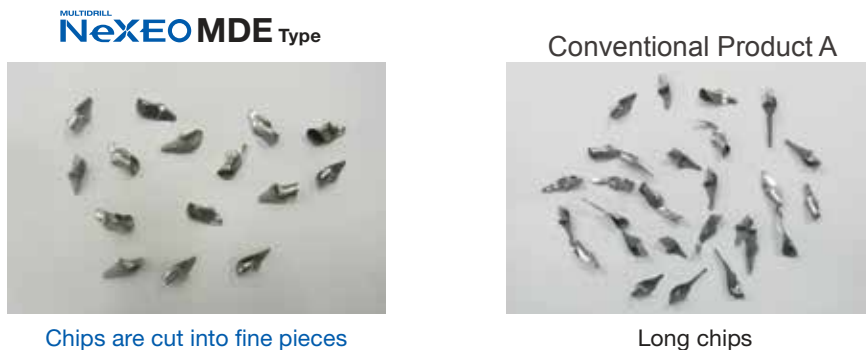 MULTIDRILL
NeXEO MDE Type
Conventional Product A
Chips are cut into fine pieces
Long chips